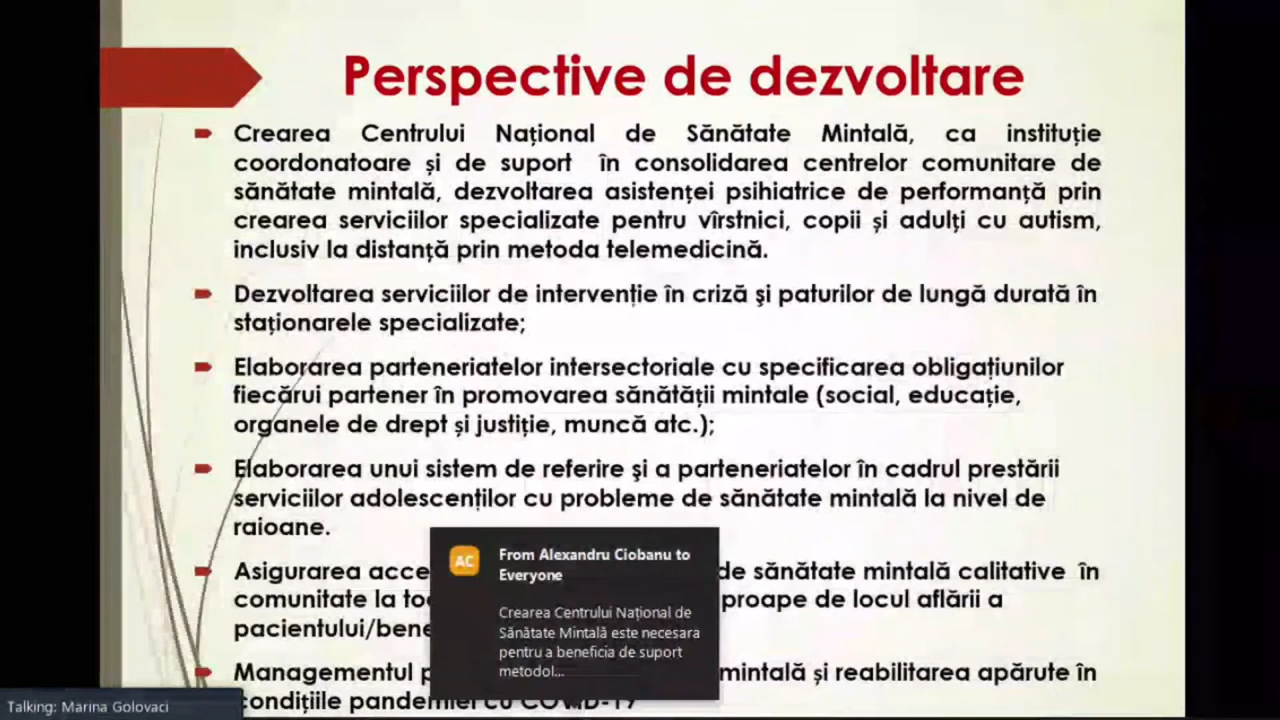 Perspective de dezvoltare
Crearea Centrului Național de Sănătate Mintală, ca instituție
coordonatoare și de suport în consolidarea centrelor comunitare de
sănătate mintală, dezvoltarea asistenței psihiatrice de performanță prin
crearea serviciilor specializate pentru vîrstnici, copii și adulți cu autism,
inclusiv la distanță prin metoda telemedicină.
Dezvoltarea serviciilor de intervenție în criză şi paturilor de lungă durată în
staționarele specializate;
Elaborarea parteneriatelor intersectoriale cu specificarea obligațiunilor
fiecărui partener în promovarea sănătății mintale (social, educație,
organele de drept și justiție, muncă atc.);
Elaborarea unui sistem de referire şi a parteneriatelor în cadrul prestării
serviciilor adolescenților cu probleme de sănătate mintală la nivel de
raioane.
Asigurarea acce de sănătate mintală calitative în
comunitate la to proape de locul aflării a
pacientului/bene
Managementul p mintală și reabilitarea apărute în
condițiile pandemiei cu COVID-19
AC
From Alexandru Ciobanu to
Everyone
Crearea Centrului Național de
Sănătate Mintală este necesara
pentru a beneficia de suport
metodol...
Talking: Marina Golovaci